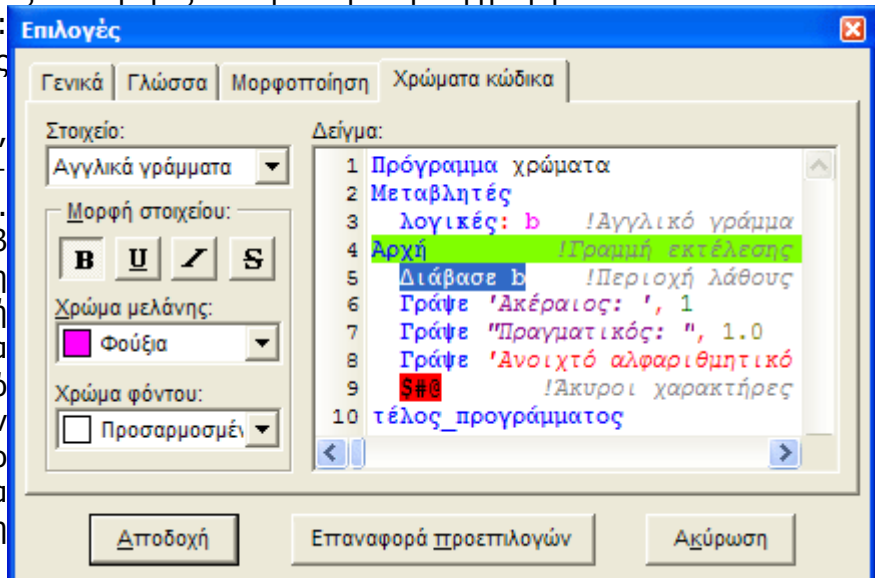 Επιλογές
Γενικά Γλώσσα Μορφοποίηση Χρώματα κώδικα
Στοιχείο:
Αγγλικά γράμματα
Μορφή στοιχείου:
B U I S
Χρώμα μελάνης:
Φούξια
Χρώμα φόντου:
Προσαρμοσμέν
Δείγμα:
1 Πρόγραμμα χρώματα
2 Μεταβλητές
3 λογικές: b !Αγγλικό γράμμα
4 Αρχή !Γραμμή εκτέλεσης
5 Διάβασε b !Περιοχή λάθους
6 Γράψε 'Ακέραιος: ', 1
7 Γράψε "Πραγματικός: ", 1.0
8 Γράψε 'Ανοιχτό αλφαριθμητικό
9 $#@ !Άκυροι χαρακτήρες
10 τέλος_προγράμματος
Αποδοχή Επαναφορά προεπιλογών Ακύρωση